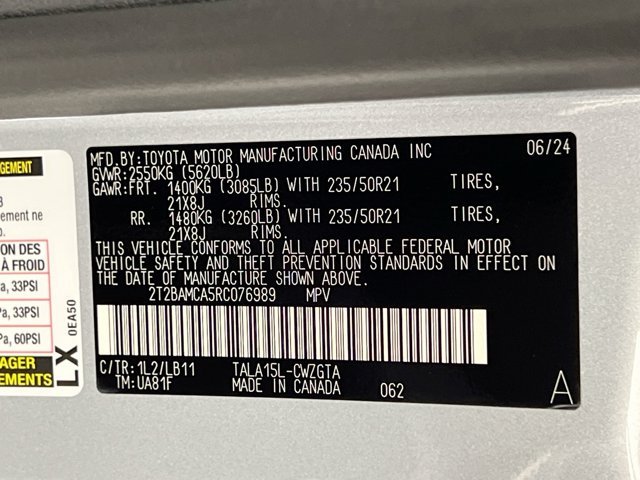 GEMENT
ement ne
ON DES
À FROID
a, 33PSI
Pa, 33PSI
Pa, 60PSI
AGER
EMENTS
LX
0EA50
MFD.BY:TOYOTA MOTOR MANUFACTURING CANADA INC 06/24
GVWR:2550KG (5620LB)
GAWR:FRT. 1400KG (3085LB) WITH 235/50R21 TIRES,
21X8J RIMS.
RR. 1480KG (3260LB) WITH 235/50R21 TIRES,
21X8J RIMS.
THIS VEHICLE CONFORMS TO ALL APPLICABLE FEDERAL MOTOR
VEHICLE SAFETY AND THEFT PREVENTION STANDARDS IN EFFECT ON
THE DATE OF MANUFACTURE SHOWN ABOVE.
2T2BAMCA5RC076989 MPV
C/TR:1L2/LB11 TALA15L-CWZGTA
TM:UA81F MADE IN CANADA 062 A